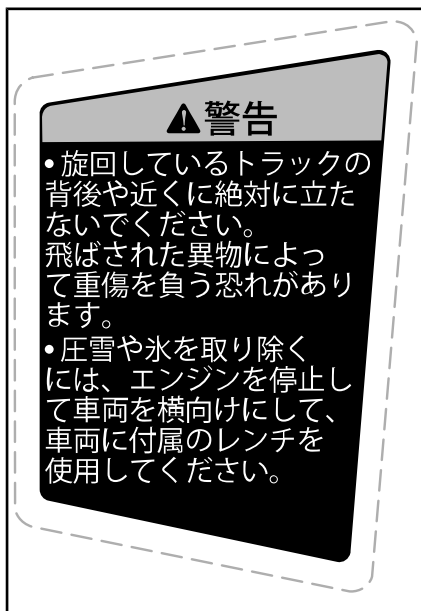 ⚠警告
• 旋回しているトラックの
背後や近くに絶対に立た
ないでください。
飛ばされた異物によっ
て重傷を負う恐れがあり
ます。
• 圧雪や氷を取り除く
には、エンジンを停止し
て車両を横向けにして、
車両に付属のレンチを
使用してください。